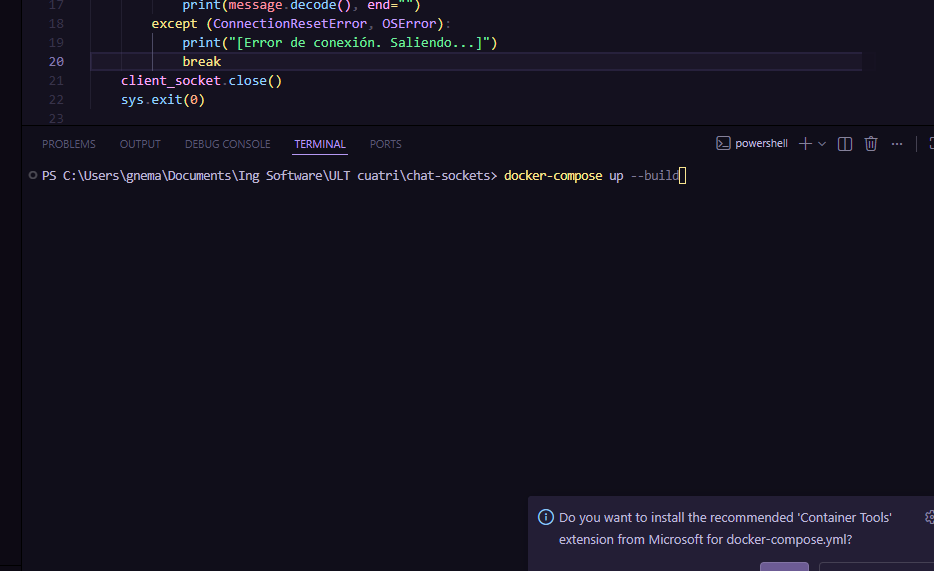 17 print(message.decode(), end="")
18 except (ConnectionResetError, OSError):
19 print("[Error de conexión. Saliendo...]")
20 break
21 client_socket.close()
22 sys.exit(0)
23
PROBLEMS OUTPUT DEBUG CONSOLE TERMINAL PORTS powershell
PS C:\Users\gnema\Documents\Ing Software\ULT cuatri\chat-sockets> docker-compose up --build
Do you want to install the recommended 'Container Tools'
extension from Microsoft for docker-compose.yml?